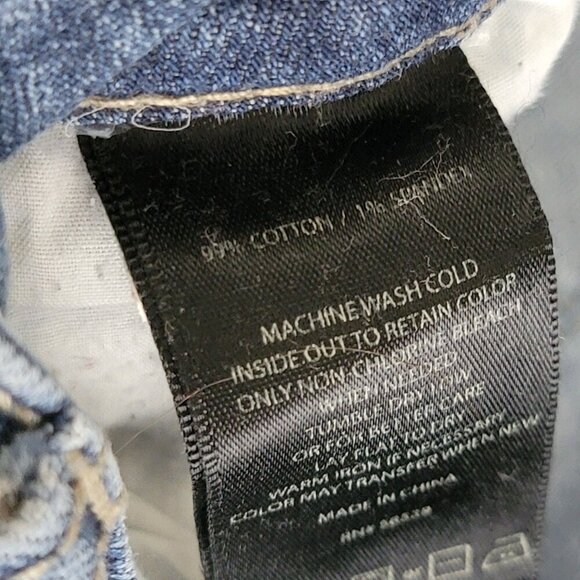 99% COTTON / 1% SPANDEX
MACHINE WASH COLD
INSIDE OUT TO RETAIN COLOR
ONLY NON-CHLORINE BLEACH
WHEN NEEDED
TUMBLE DRY LOW
OR FOR BETTER CARE
LAY FLAT TO DRY
WARM IRON IF NECESSARY
COLOR MAY TRANSFER WHEN NEW
MADE IN CHINA